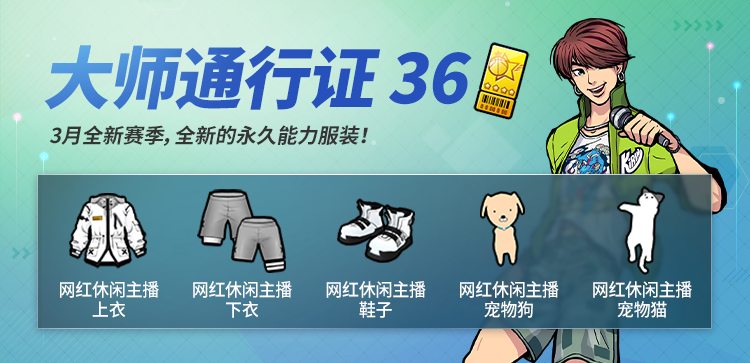 大师通行证 36
3月全新赛季，全新的永久能力服装！
网红休闲主播
上衣
网红休闲主播
下衣
网红休闲主播
鞋子
网红休闲主播
宠物狗
网红休闲主播
宠物猫